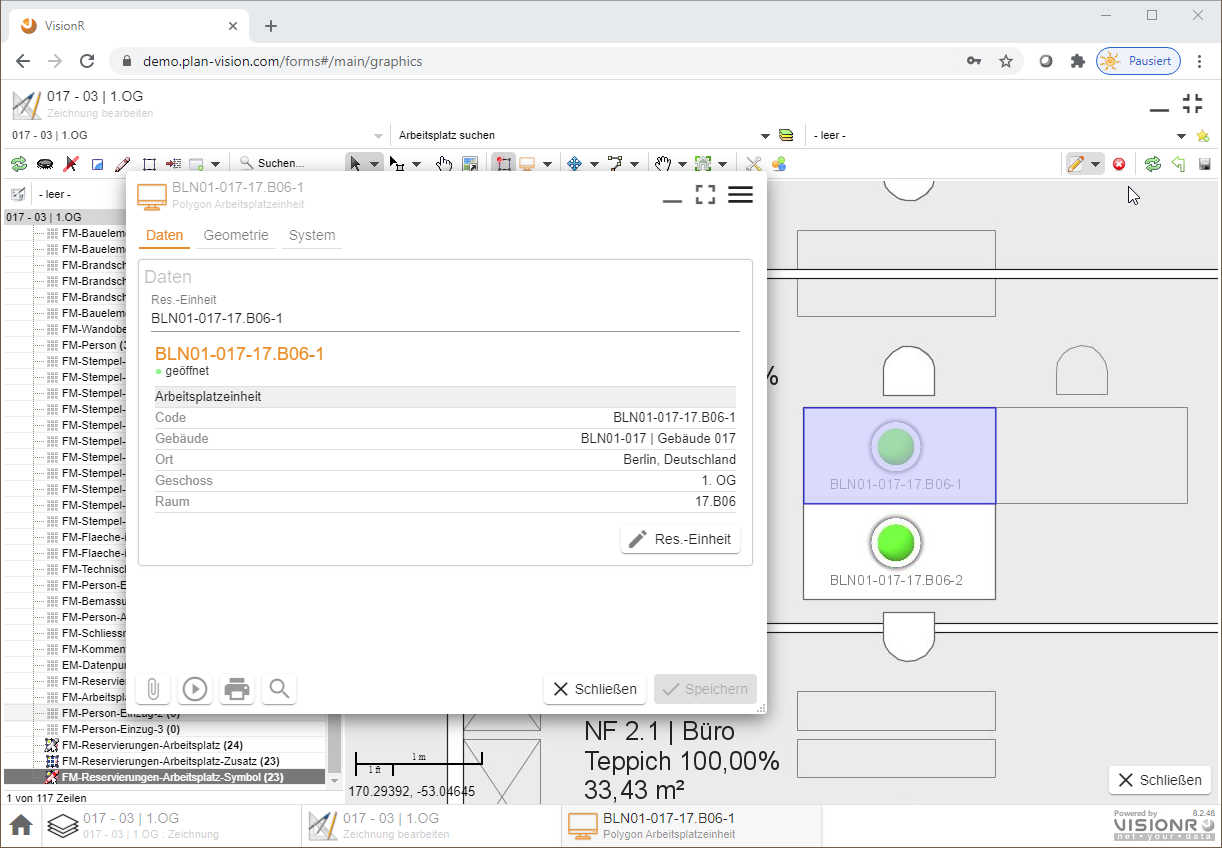 VisionR
demo.plan-vision.com/forms#/main/graphics
Pausiert
017 - 03 | 1.OG
Zeichnung bearbeiten
017 - 03 | 1.OG
Arbeitsplatz suchen
- leer -
Suchen...
- leer -
017 - 03 | 1.OG
FM-Bauelem
FM-Bauelem
FM-Brandsch
FM-Brandsch
FM-Brandsch
FM-Bauelem
FM-Wandobe
FM-Person (3
FM-Stempel-
FM-Stempel-
FM-Stempel-
FM-Stempel-
FM-Stempel-
FM-Stempel-
FM-Stempel-
FM-Stempel-
FM-Stempel-
FM-Stempel-
FM-Stempel-
FM-Flaeche-i
FM-Flaeche-i
FM-Technisch
FM-Person-E
FM-Bemassu
FM-Person-A
FM-Schliessn
FM-Kommen
EM-Datenpun
FM-Reservie
FM-Arbeitspla
FM-Person-Einzug-2 (0)
FM-Person-Einzug-3 (0)
FM-Reservierungen-Arbeitsplatz (24)
FM-Reservierungen-Arbeitsplatz-Zusatz (23)
FM-Reservierungen-Arbeitsplatz-Symbol (23)
1 von 117 Zeilen
BLN01-017-17.B06-1
Polygon Arbeitsplatzeinheit
Daten
Geometrie
System
Daten
Res.-Einheit
BLN01-017-17.B06-1
BLN01-017-17.B06-1
geöffnet
Arbeitsplatzeinheit
Code BLN01-017-17.B06-1
Gebäude BLN01-017 | Gebäude 017
Ort Berlin, Deutschland
Geschoss 1. OG
Raum 17.B06
Res.-Einheit
Schließen
Speichern
%
BLN01-017-17.B06-1
BLN01-017-17.B06-2
NF 2.1 | Büro
Teppich 100,00%
33,43 m²
1 m
1 ft
170.29392, -53.04645
Schließen
017 - 03 | 1.OG
017 - 03 | 1.OG : Zeichnung
017 - 03 | 1.OG
Zeichnung bearbeiten
BLN01-017-17.B06-1
Polygon Arbeitsplatzeinheit
Powered by 8.2.48
VISIONR
net•your•data